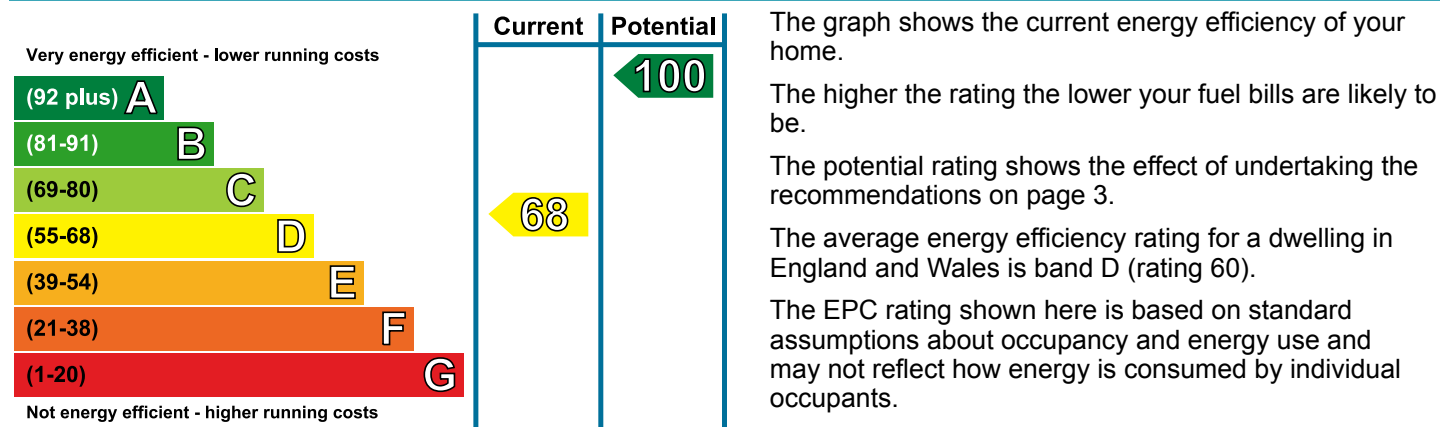 Current Potential
Very energy efficient - lower running costs
(92 plus) A
(81-91) B
(69-80) C
(55-68) D
(39-54) E
(21-38) F
(1-20) G
Not energy efficient - higher running costs
68
100
The graph shows the current energy efficiency of your
home.
The higher the rating the lower your fuel bills are likely to
be.
The potential rating shows the effect of undertaking the
recommendations on page 3.
The average energy efficiency rating for a dwelling in
England and Wales is band D (rating 60).
The EPC rating shown here is based on standard
assumptions about occupancy and energy use and
may not reflect how energy is consumed by individual
occupants.